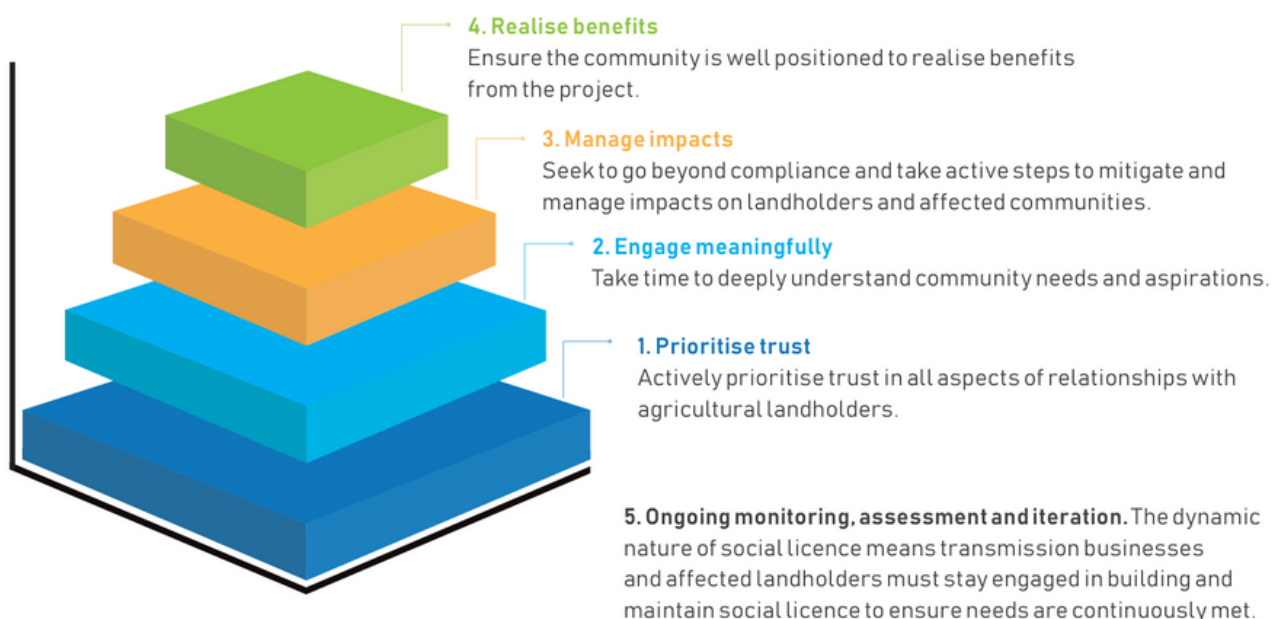 4. Realise benefits
Ensure the community is well positioned to realise benefits
from the project.
3. Manage impacts
Seek to go beyond compliance and take active steps to mitigate and
manage impacts on landholders and affected communities.
2. Engage meaningfully
Take time to deeply understand community needs and aspirations.
1. Prioritise trust
Actively prioritise trust in all aspects of relationships with
agricultural landholders.
5. Ongoing monitoring, assessment and iteration. The dynamic
nature of social licence means transmission businesses
and affected landholders must stay engaged in building and
maintain social licence to ensure needs are continuously met.